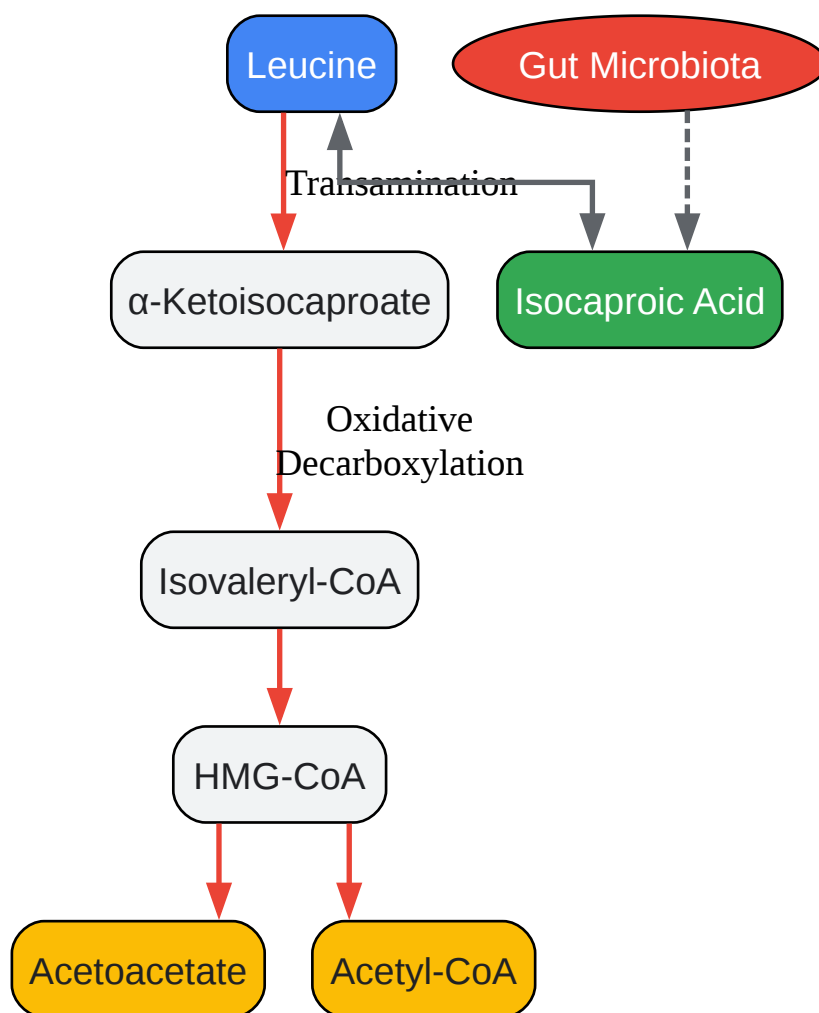 Leucine
Gut Microbiota
Transamination
α-Ketoisocaproate
Isocaproic Acid
Oxidative
Decarboxylation
Isovaleryl-CoA
HMG-CoA
Acetoacetate
Acetyl-CoA